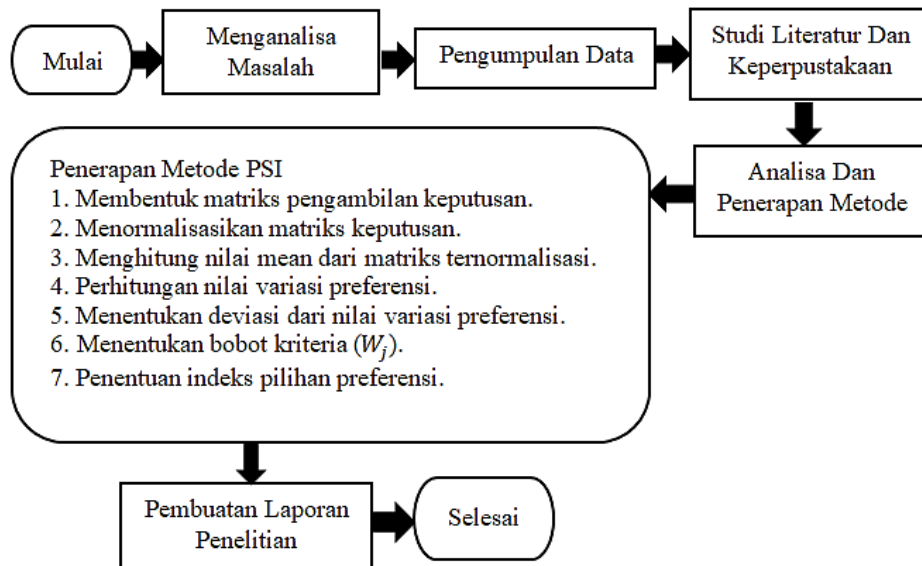 Mulai
Menganalisa
Masalah
Pengumpulan Data
Studi Literatur Dan
Keperpustakaan
Analisa Dan
Penerapan Metode
Penerapan Metode PSI
1. Membentuk matriks pengambilan keputusan.
2. Menormalisasikan matriks keputusan.
3. Menghitung nilai mean dari matriks ternormalisasi.
4. Perhitungan nilai variasi preferensi.
5. Menentukan deviasi dari nilai variasi preferensi.
6. Menentukan bobot kriteria (W_j).
7. Penentuan indeks pilihan preferensi.
Pembuatan Laporan
Penelitian
Selesai